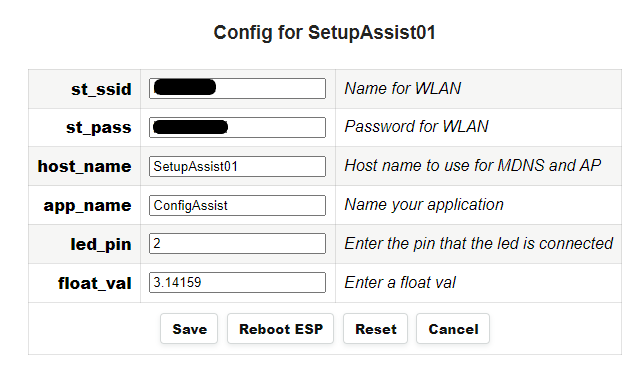 Config for SetupAssist01
st_ssid Name for WLAN
st_pass Password for WLAN
host_name SetupAssist01 Host name to use for MDNS and AP
app_name ConfigAssist Name your application
led_pin 2 Enter the pin that the led is connected
float_val 3.14159 Enter a float val
Save Reboot ESP Reset Cancel